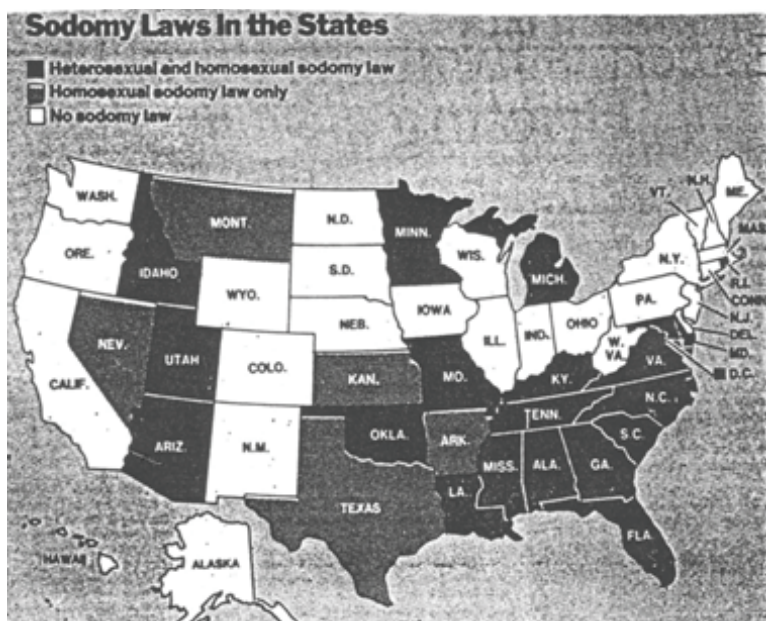 Sodomy Laws In the States
Heterosexual and homosexual sodomy law
Homosexual sodomy law only
No sodomy law
WASH.
ORE.
CALIF.
IDAHO
NEV.
UTAH
ARIZ.
MONT.
WYO.
COLO.
N.M.
N.D.
S.D.
NEB.
KAN.
OKLA.
TEXAS
MINN.
IOWA
MO.
ARK.
LA.
WIS.
ILL.
MICH.
IND.
OHIO
KY.
TENN.
MISS.
ALA.
GA.
FLA.
S.C.
N.C.
VA.
W.
VA.
PA.
N.Y.
VT.
N.H.
ME.
MAS
R.I.
CONN
N.J.
DEL.
MD.
D.C.
HAWAII
ALASKA